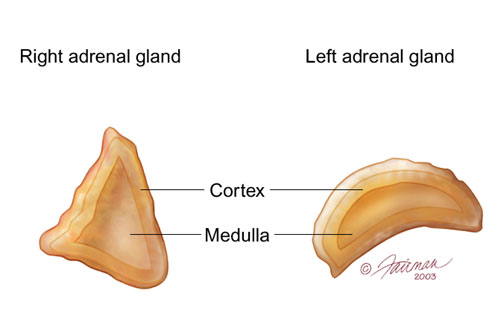 Right adrenal gland
Left adrenal gland
Cortex
Medulla
© Fairman
2003